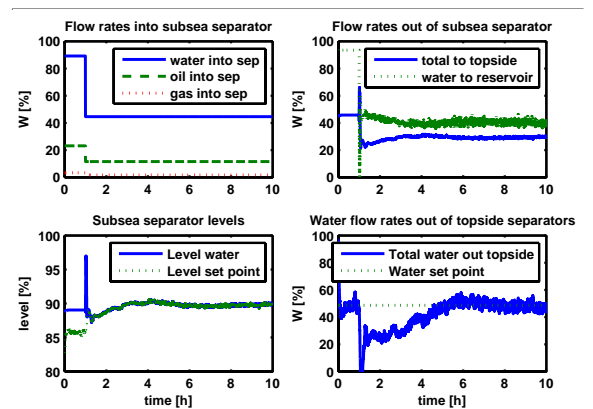 Flow rates into subsea separator
W [%]
100
80
60
40
20
0
water into sep
oil into sep
gas into sep
0 2 4 6 8 10
Flow rates out of subsea separator
W [%]
100
80
60
40
20
0
total to topside
water to reservoir
0 2 4 6 8 10
Subsea separator levels
level [%]
100
95
90
85
80
Level water
Level set point
0 2 4 6 8 10
time [h]
Water flow rates out of topside separators
W [%]
100
80
60
40
20
0
Total water out topside
Water set point
0 2 4 6 8 10
time [h]